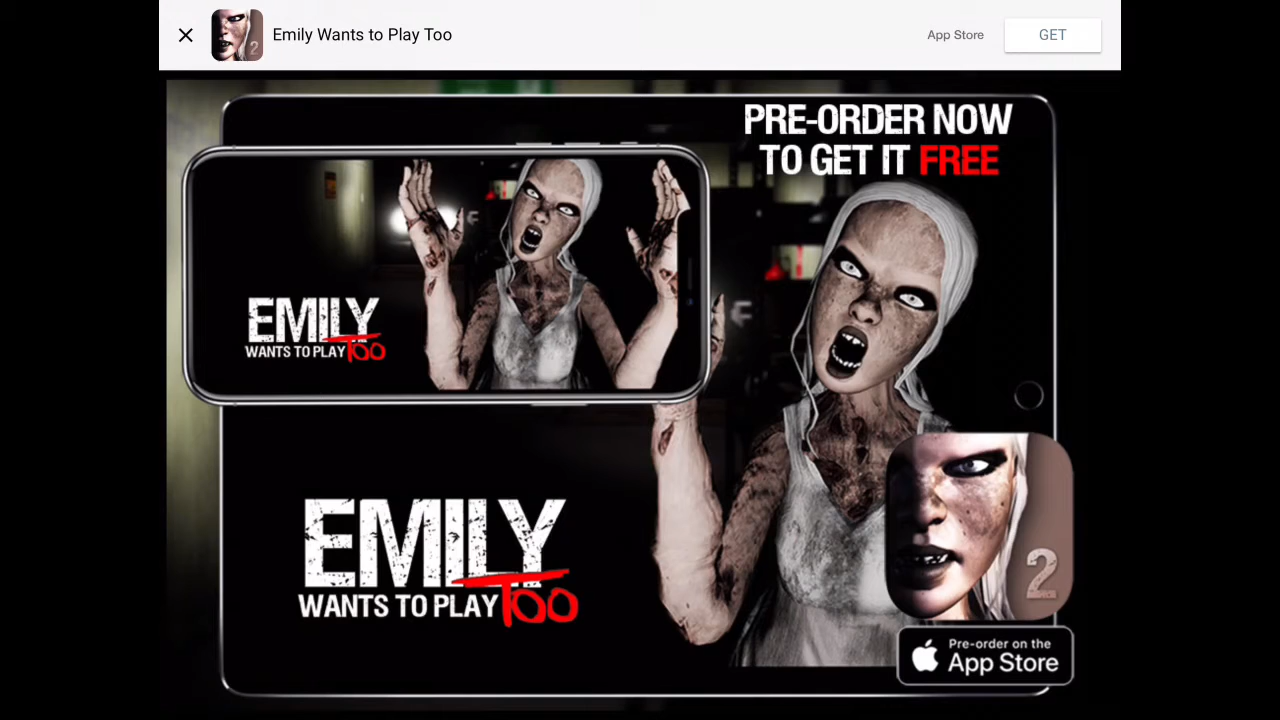 Emily Wants to Play Too
App Store
GET
PRE-ORDER NOW
TO GET IT FREE
EMILY
WANTS TO PLAY TOO
EMILY
WANTS TO PLAY TOO
2
Pre-order on the
App Store